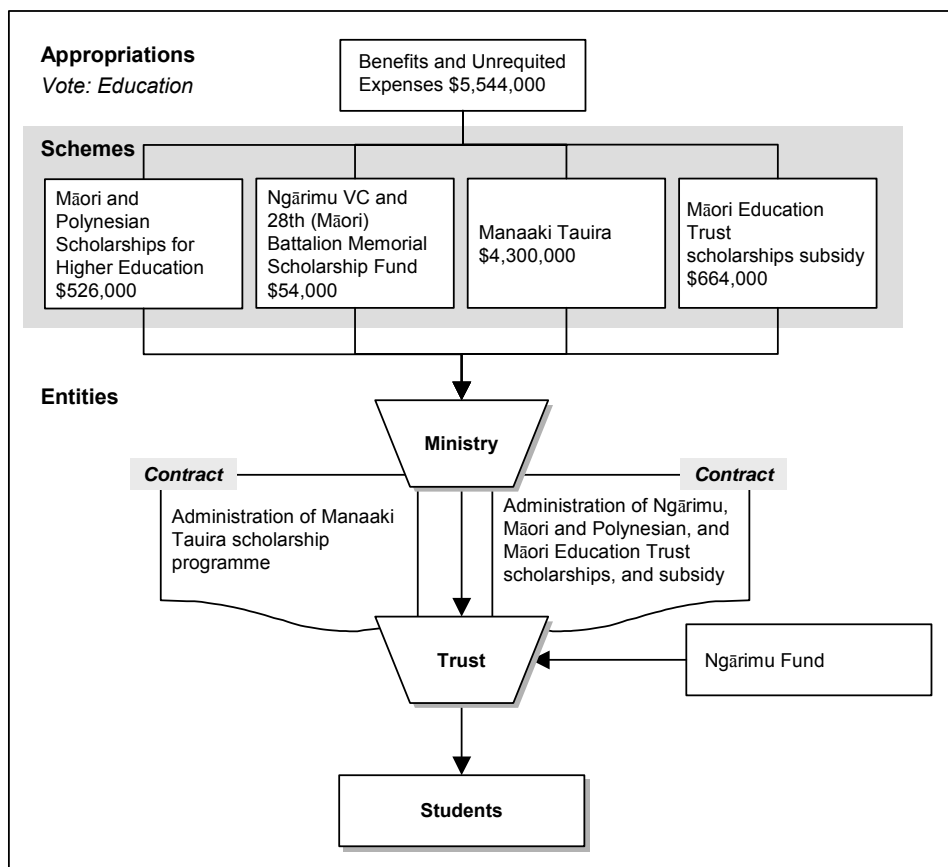 Appropriations
Vote: Education
Benefits and Unrequited
Expenses $5,544,000
Schemes
Māori and
Polynesian
Scholarships for
Higher Education
$526,000
Ngārimu VC and
28th (Māori)
Battalion Memorial
Scholarship Fund
$54,000
Manaaki Tauira
$4,300,000
Māori Education
Trust
scholarships subsidy
$664,000
Entities
Ministry
Contract
Administration of Manaaki
Tauira scholarship
programme
Contract
Administration of Ngārimu,
Māori and Polynesian, and
Māori Education Trust
scholarships, and subsidy
Trust
Ngārimu Fund
Students